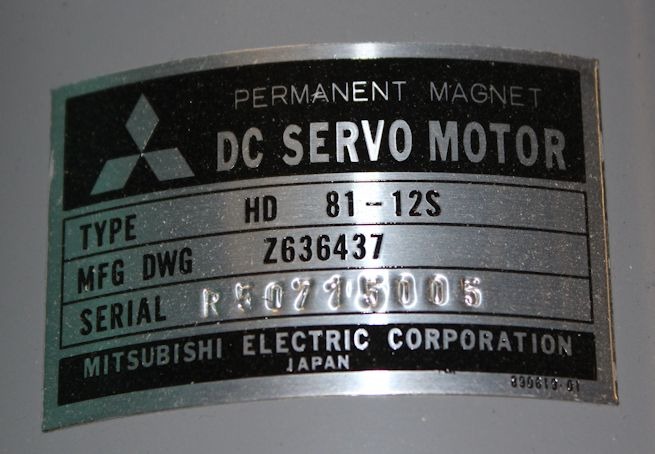 PERMANENT MAGNET
DC SERVO MOTOR
TYPE HD 81-12S
MFG DWG Z636437
SERIAL R50715005
MITSUBISHI ELECTRIC CORPORATION
JAPAN